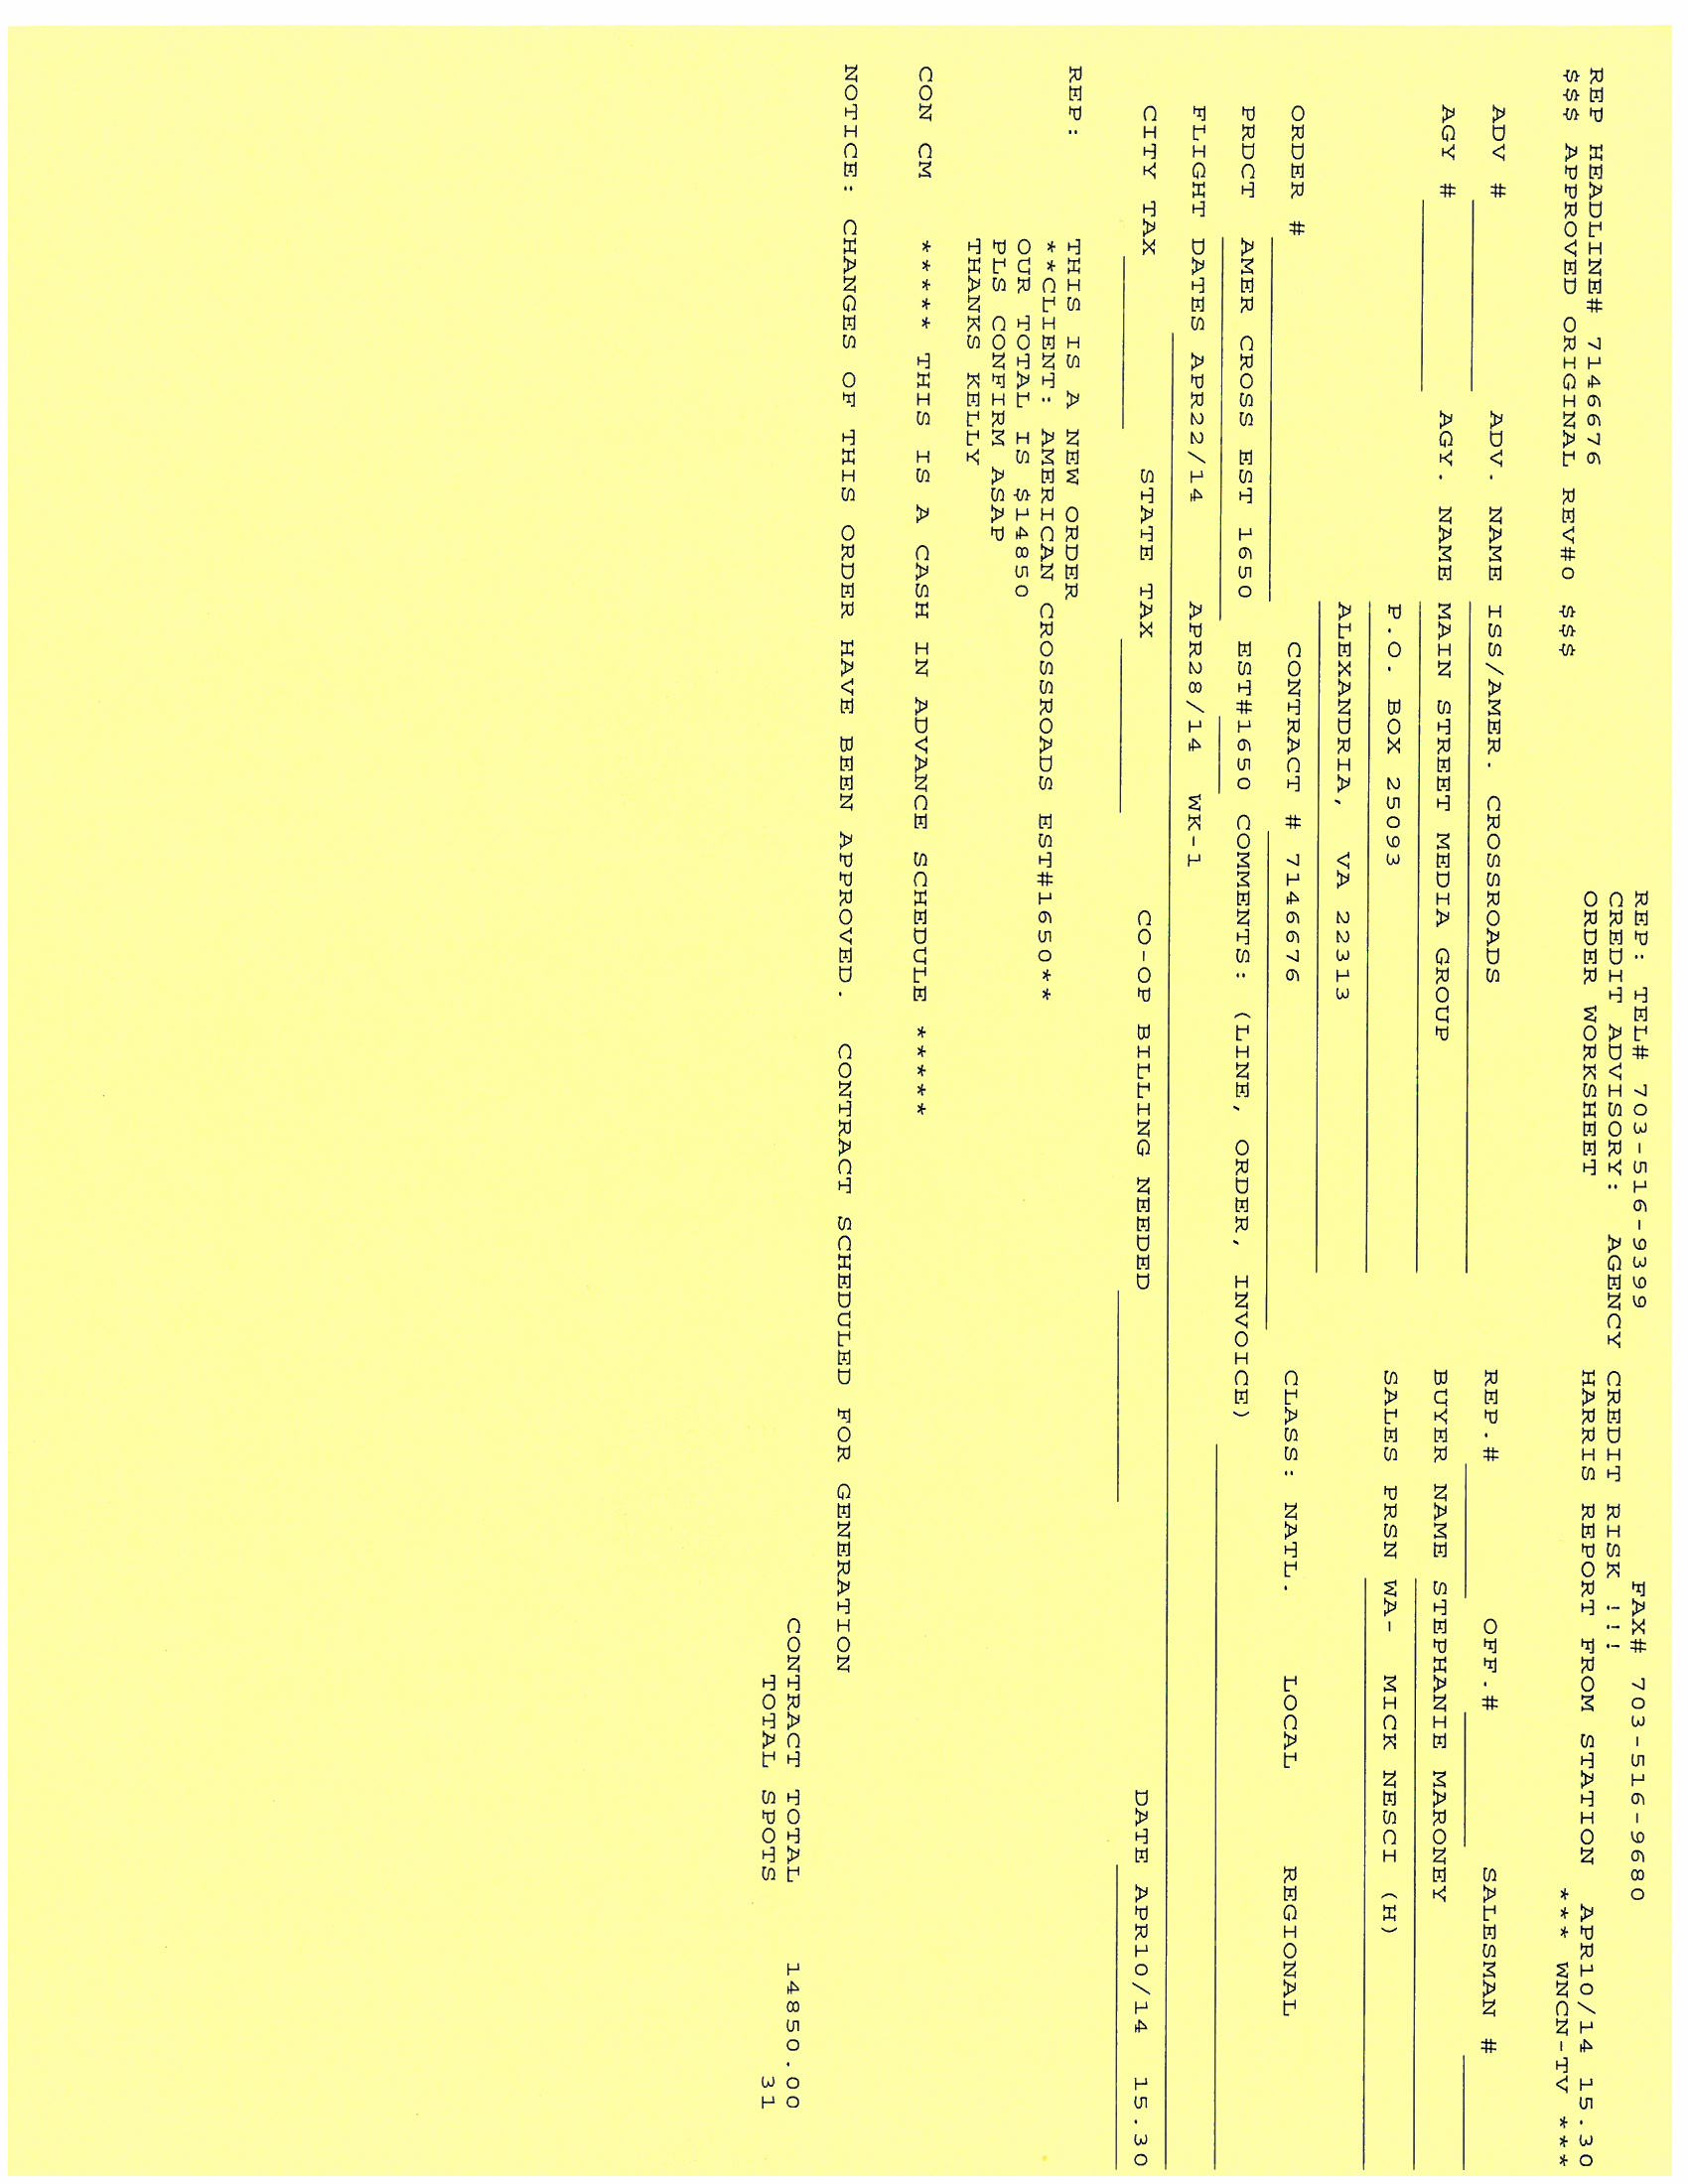 REP: TEL# 703-516-9399 FAX# 703-516-9680
CREDIT ADVISORY: AGENCY CREDIT RISK !!!
REP HEADLINE# 7146676 ORDER WORKSHEET HARRIS REPORT FROM STATION APR10/14 15.30
$$$ APPROVED ORIGINAL REV#0 $$$ *** WNCN-TV ***
ADV # ADV. NAME ISS/AMER. CROSSROADS REP.# OFF.# SALESMAN #
AGY # AGY. NAME MAIN STREET MEDIA GROUP BUYER NAME STEPHANIE MARONEY
P.O. BOX 25093 SALES PRSN WA- MICK NESCI (H)
ALEXANDRIA, VA 22313
ORDER # CONTRACT # 7146676 CLASS: NATL. LOCAL REGIONAL
PRDCT AMER CROSS EST 1650 EST#1650 COMMENTS: (LINE, ORDER, INVOICE)
FLIGHT DATES APR22/14 APR28/14 WK-1
CITY TAX STATE TAX CO-OP BILLING NEEDED DATE APR10/14 15.30
REP: THIS IS A NEW ORDER
**CLIENT: AMERICAN CROSSROADS EST#1650**
OUR TOTAL IS $14850
PLS CONFIRM ASAP
THANKS KELLY
CON CM ***** THIS IS A CASH IN ADVANCE SCHEDULE *****
NOTICE: CHANGES OF THIS ORDER HAVE BEEN APPROVED. CONTRACT SCHEDULED FOR GENERATION
CONTRACT TOTAL 14850.00
TOTAL SPOTS 31